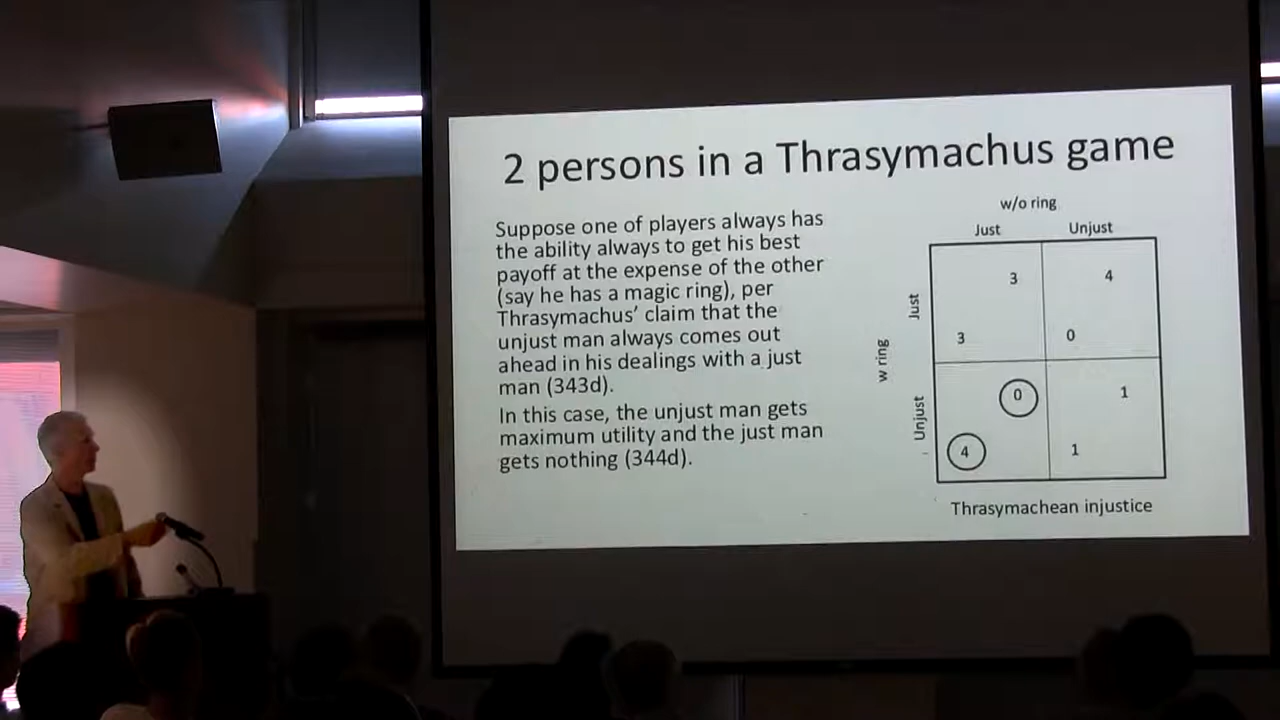 2 persons in a Thrasymachus game
Suppose one of players always has
the ability always to get his best
payoff at the expense of the other
(say he has a magic ring), per
Thrasymachus’ claim that the
unjust man always comes out
ahead in his dealings with a just
man (343d).
In this case, the unjust man gets
maximum utility and the just man
gets nothing (344d).
w/o ring
Just Unjust
w ring
Just
3 4
3 0
Unjust
0 1
4 1
Thrasymachean injustice